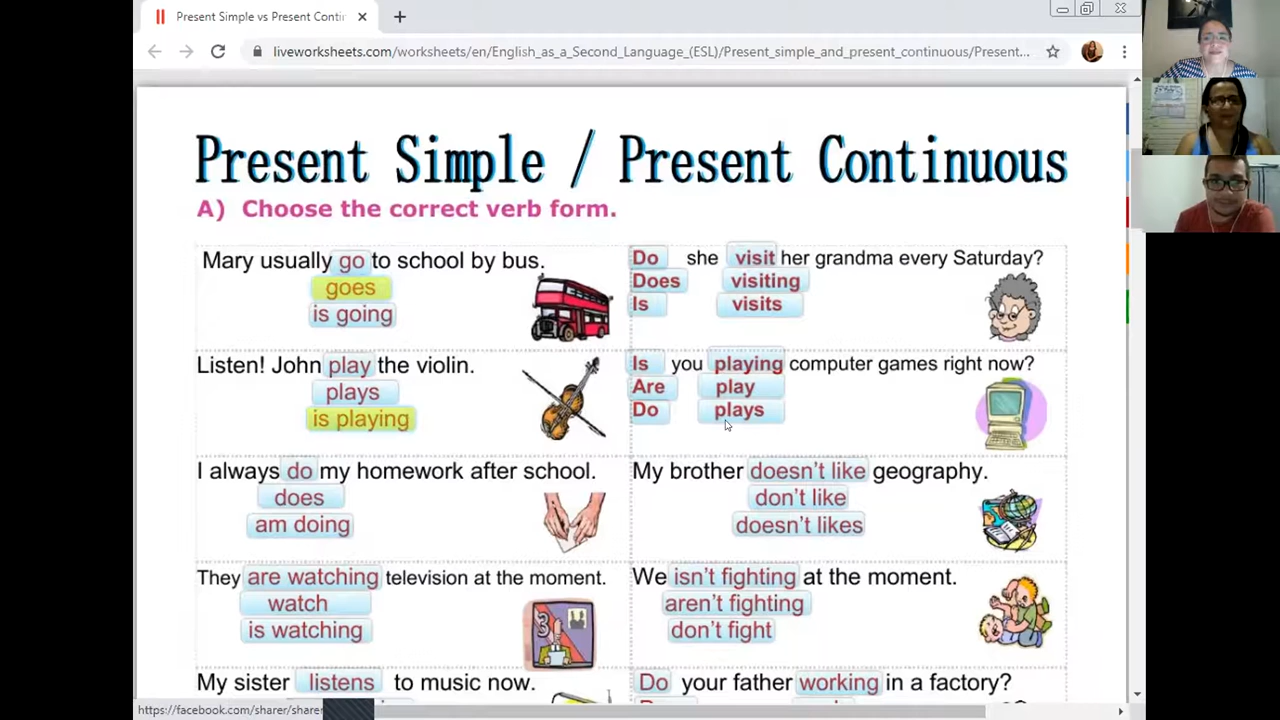 Present Simple vs Present Contin
liveworksheets.com/worksheets/en/English_as_a_Second_Language_(ESL)/Present_simple_and_present_continuous/Present...
Present Simple / Present Continuous
A) Choose the correct verb form.
Mary usually go to school by bus.
goes
is going
Do she visit her grandma every Saturday?
Does visiting
Is visits
Listen! John play the violin.
plays
is playing
Is you playing computer games right now?
Are play
Do plays
I always do my homework after school.
does
am doing
My brother doesn't like geography.
don't like
doesn't likes
They are watching television at the moment.
watch
is watching
We isn't fighting at the moment.
aren't fighting
don't fight
My sister listens to music now.
Do your father working in a factory?
https://facebook.com/sharer/sharer